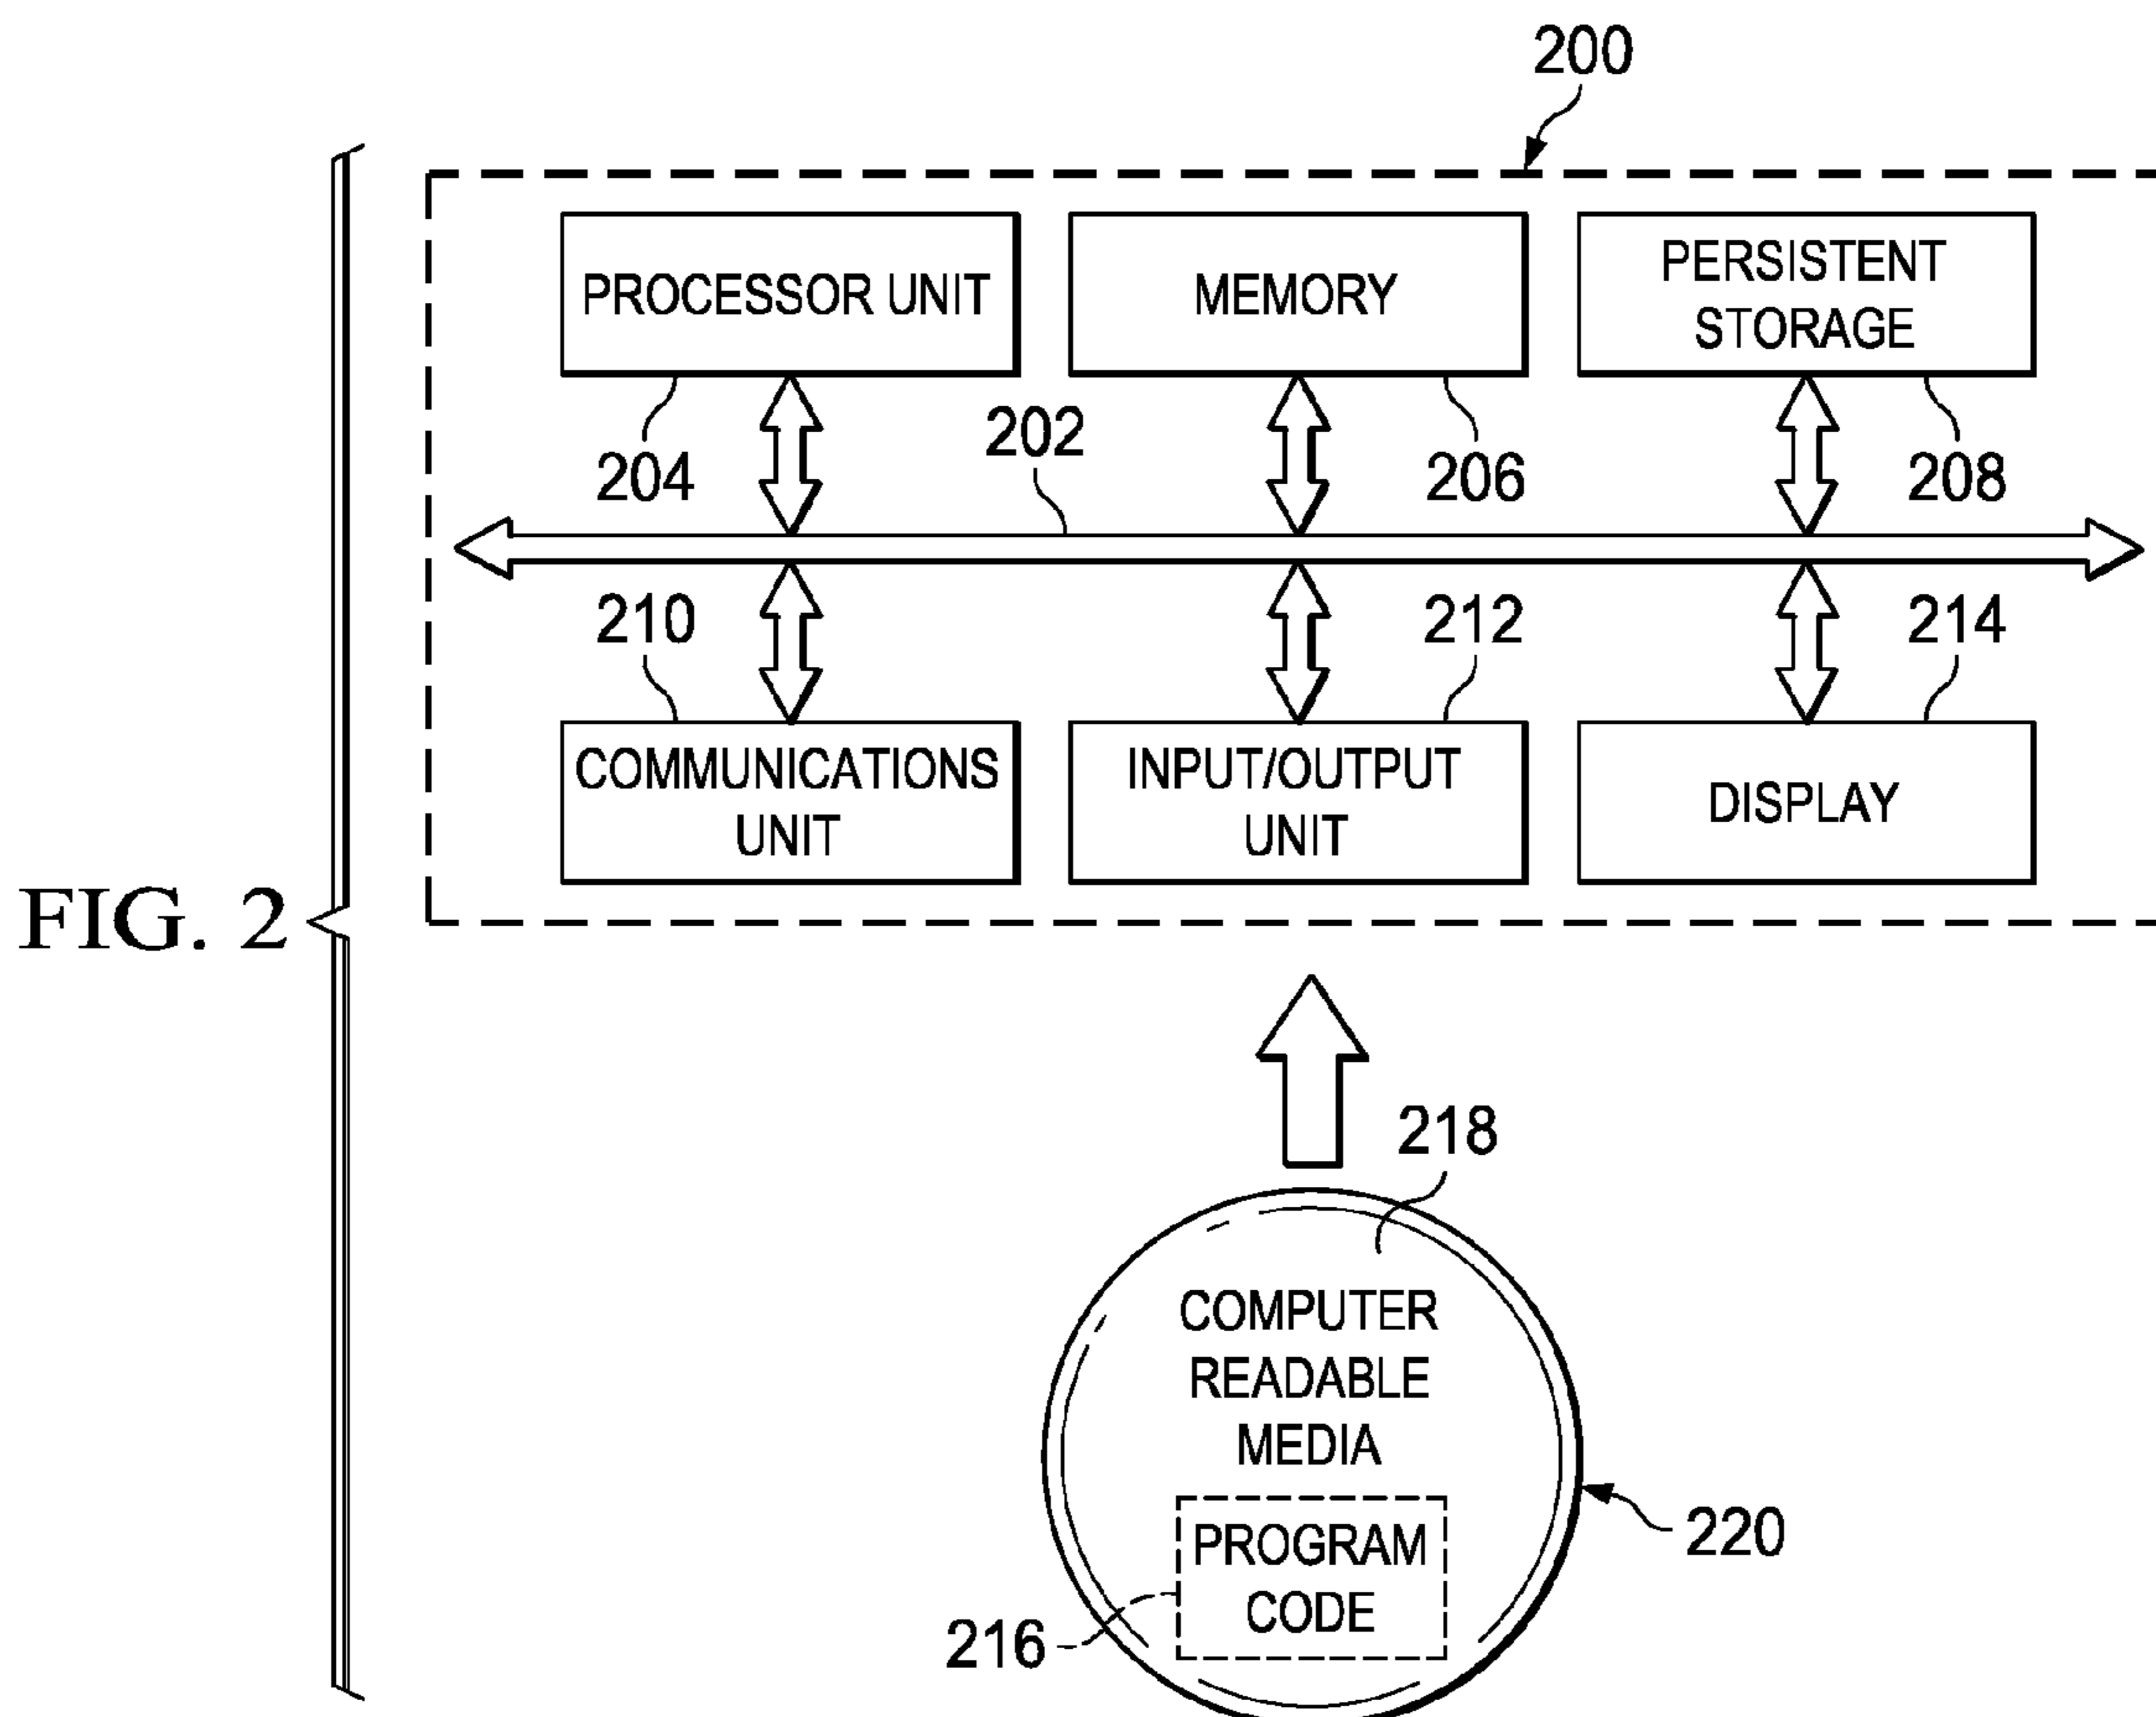 200
PROCESSOR UNIT
MEMORY
PERSISTENT
STORAGE
204
202
206
208
210
212
214
COMMUNICATIONS
UNIT
INPUT/OUTPUT
UNIT
DISPLAY
FIG. 2
218
COMPUTER
READABLE
MEDIA
PROGRAM
CODE
220
216